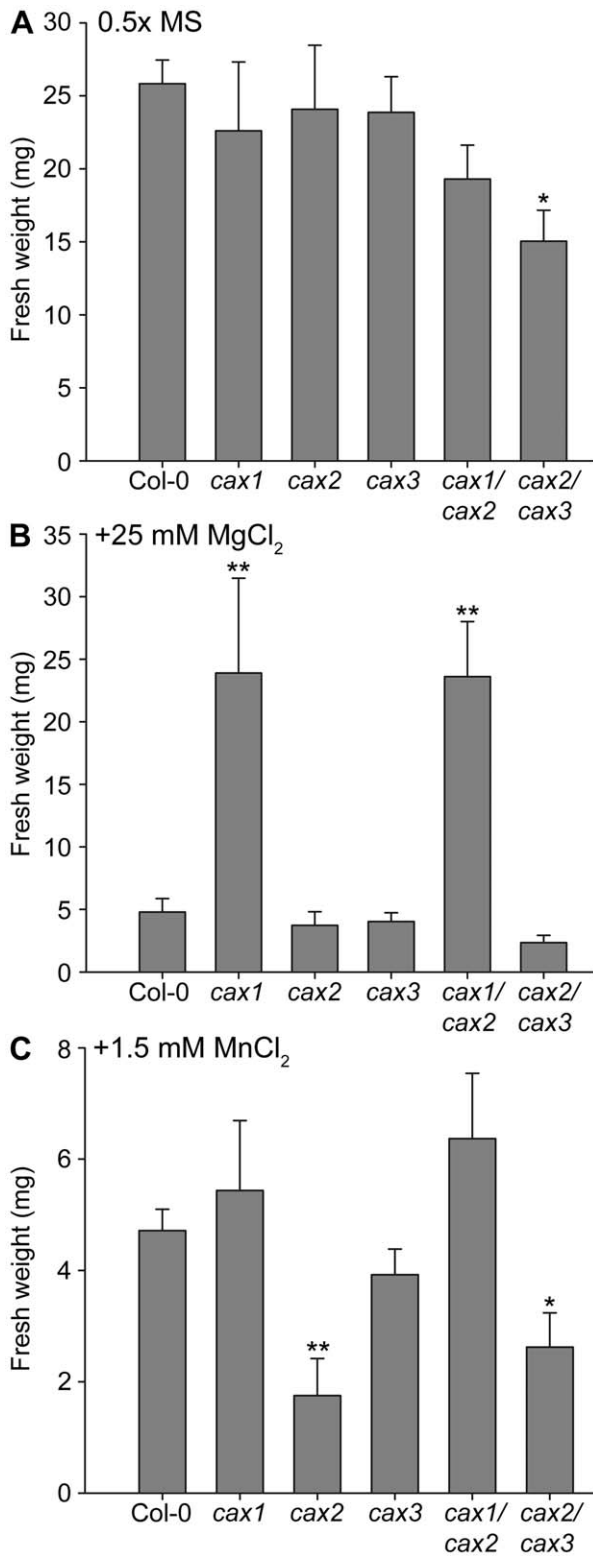 A 0.5x MS
Fresh weight (mg)
30
25
20
15
10
5
0
*
Col-0 cax1 cax2 cax3 cax1/ cax2/
cax2 cax3
B +25 mM MgCl₂
Fresh weight (mg)
35
30
25
20
15
10
5
0
** **
Col-0 cax1 cax2 cax3 cax1/ cax2/
cax2 cax3
C +1.5 mM MnCl₂
Fresh weight (mg)
8
6
4
2
0
** *
Col-0 cax1 cax2 cax3 cax1/ cax2/
cax2 cax3